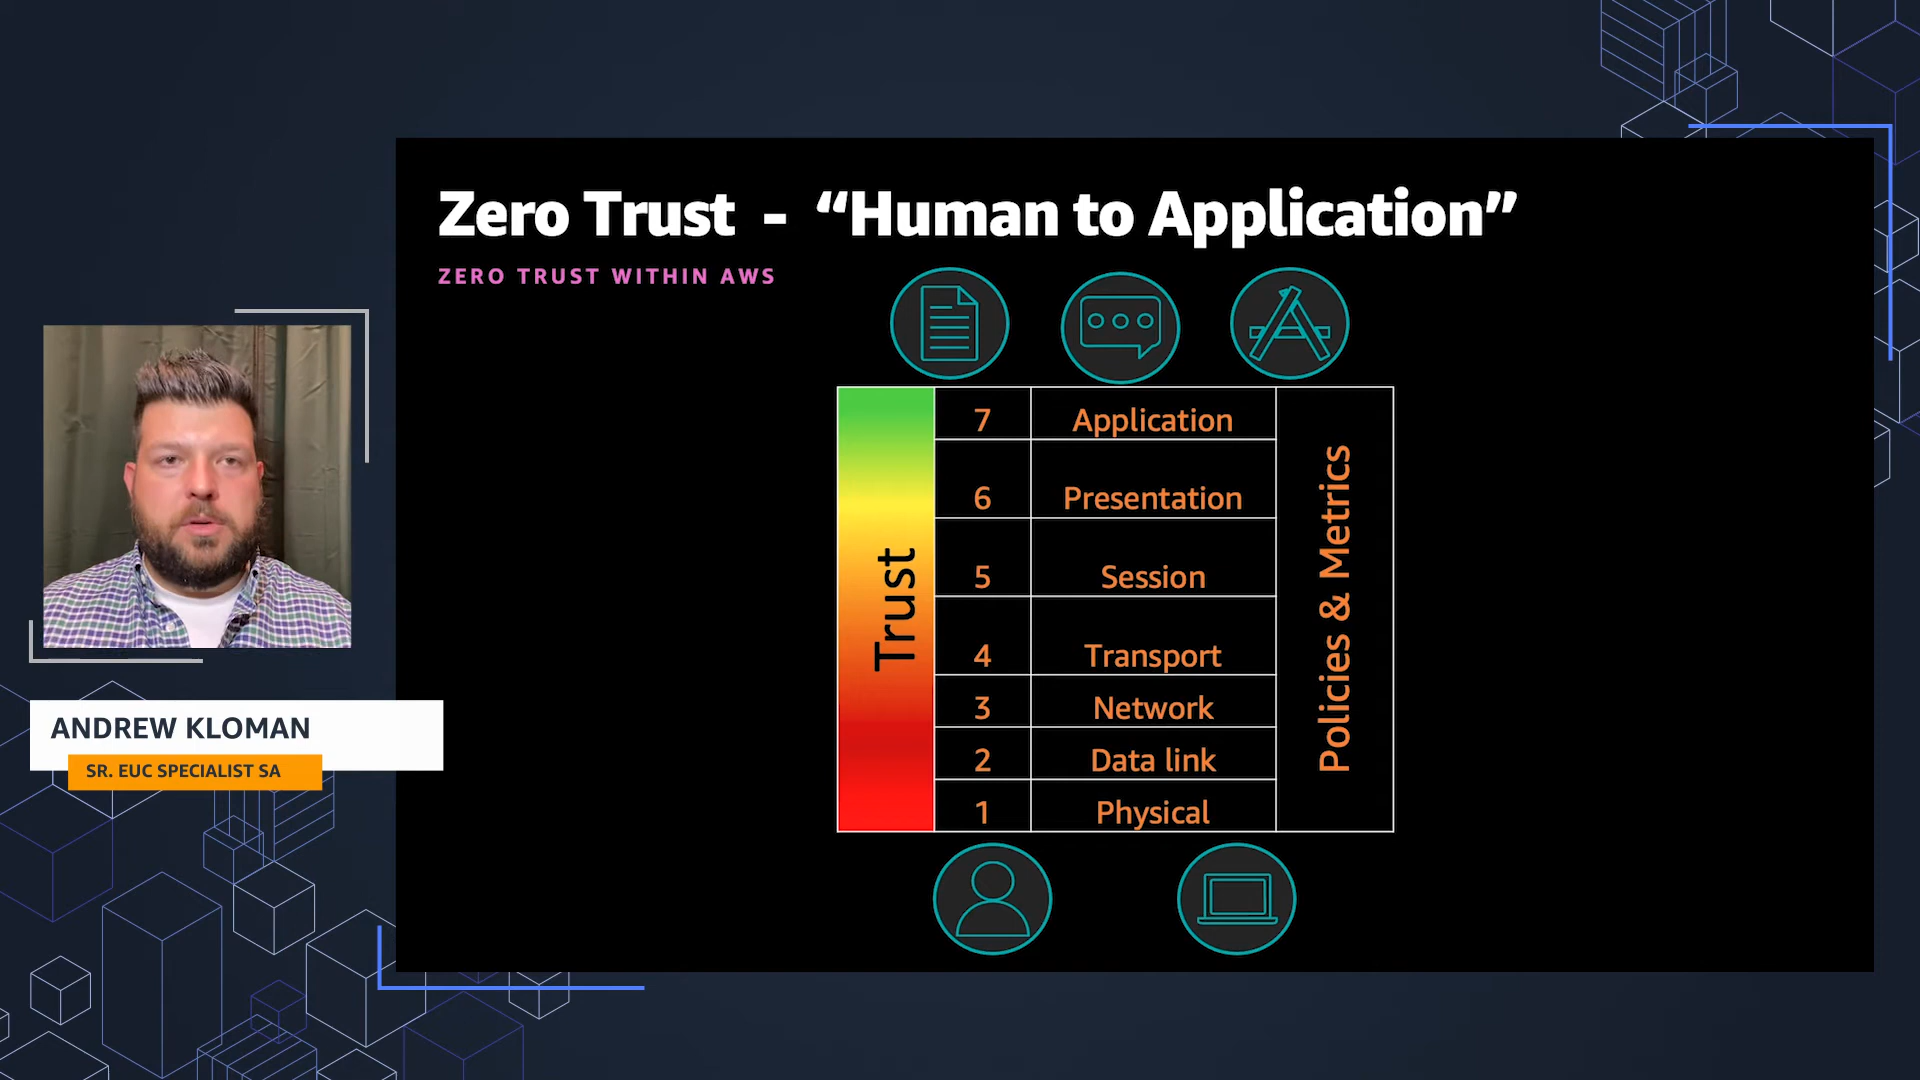 Zero Trust - “Human to Application”
ZERO TRUST WITHIN AWS
7 Application
6 Presentation
5 Session
4 Transport
3 Network
2 Data link
1 Physical
Trust
Policies & Metrics
ANDREW KLOMAN
SR. EUC SPECIALIST SA